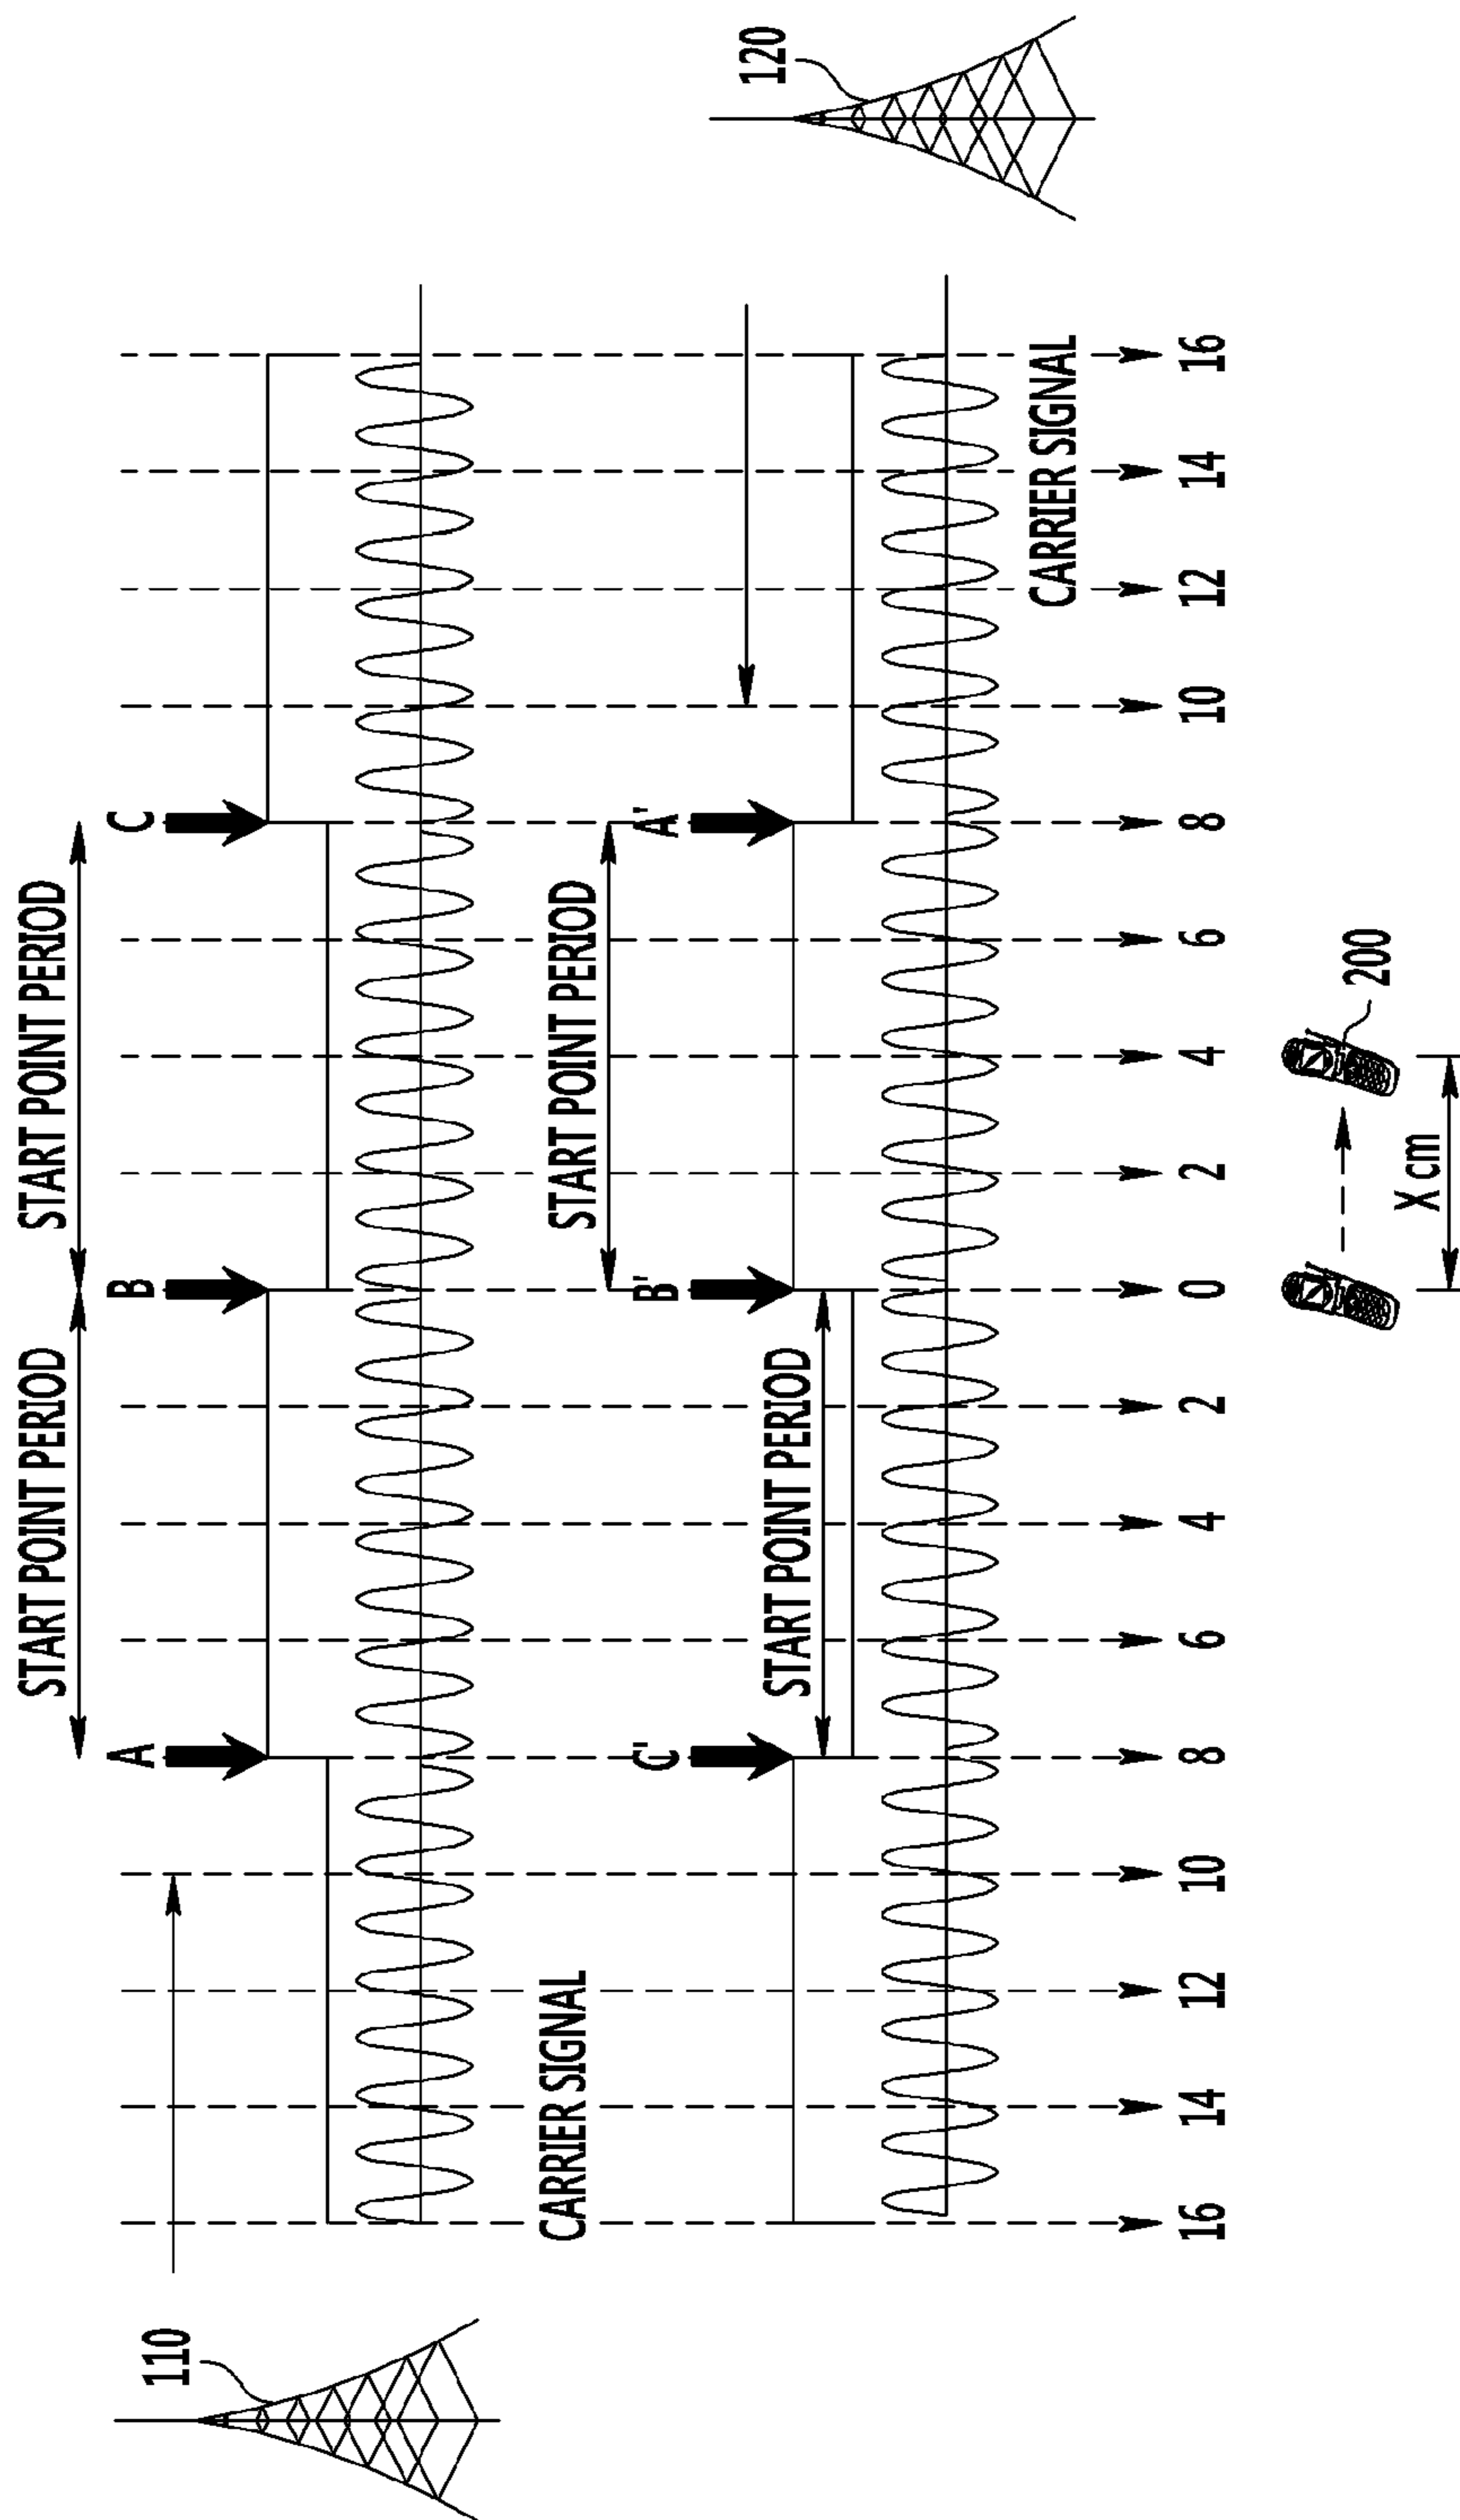 START POINT PERIOD
START POINT PERIOD
A
B
C
110
CARRIER SIGNAL
START POINT PERIOD
C'
B'
A'
120
START POINT PERIOD
CARRIER SIGNAL
16
14
12
10
8
6
4
2
0
2
4
6
8
10
12
14
16
200
X cm